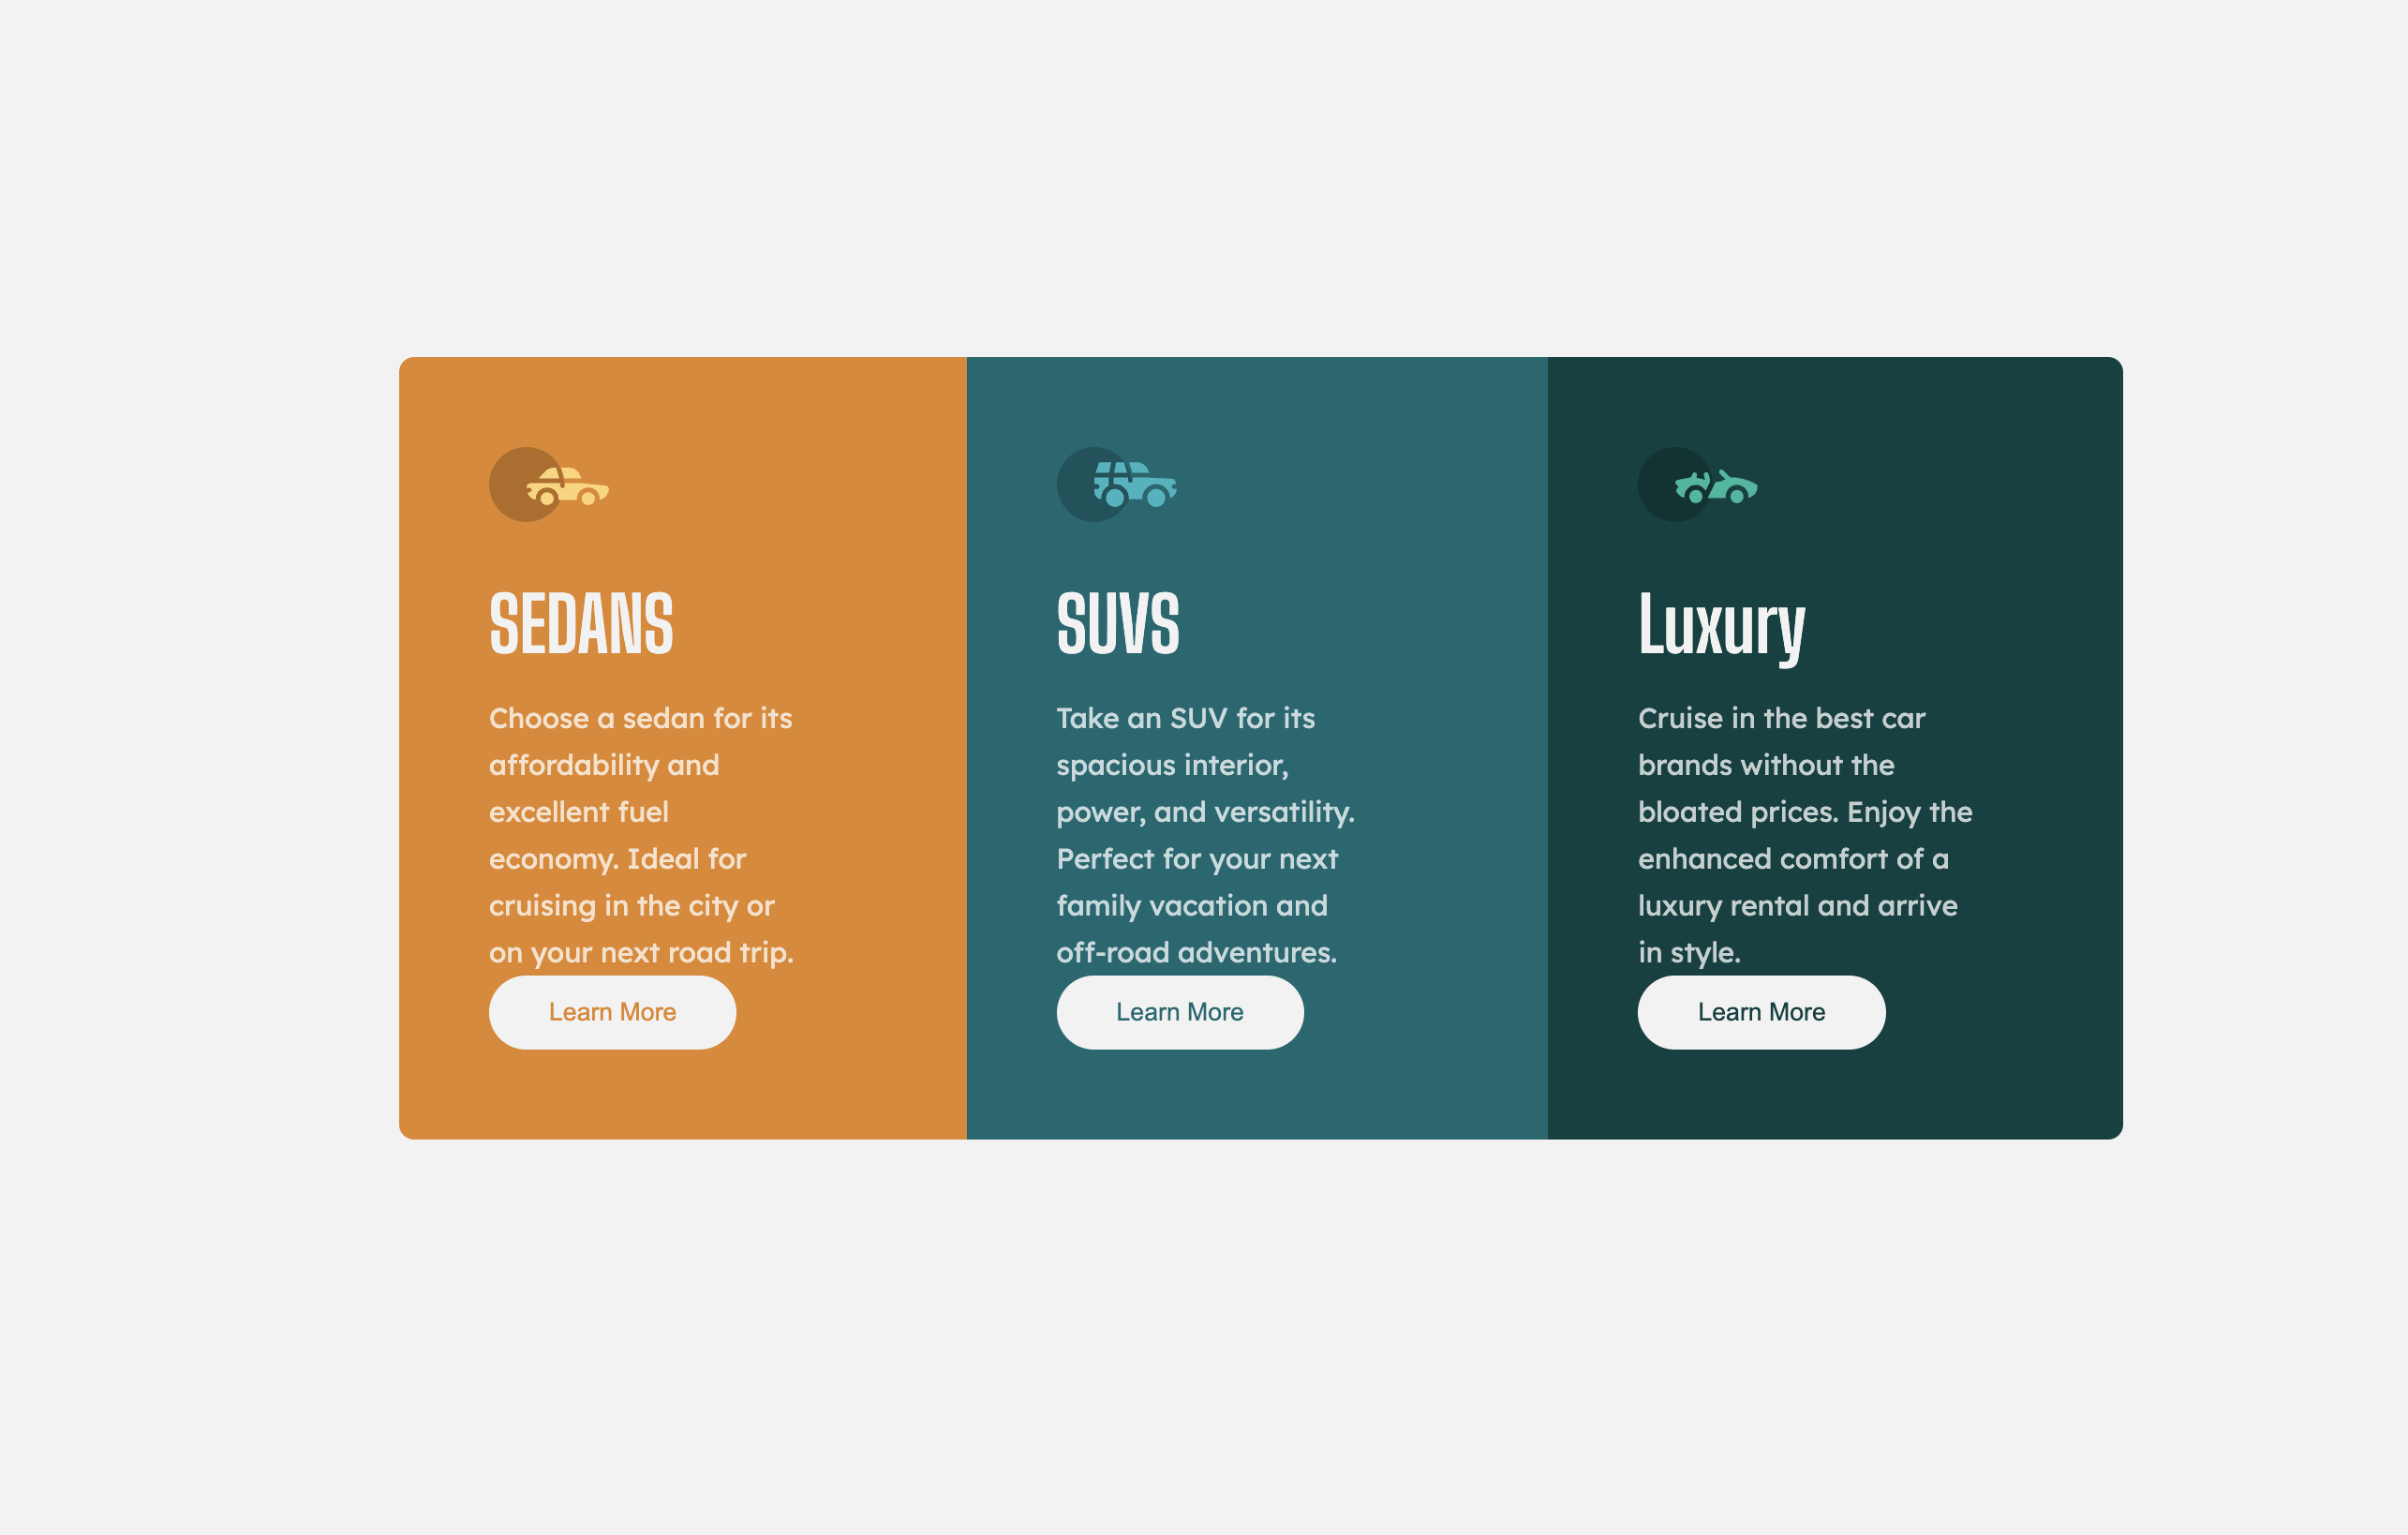 SEDANS
Choose a sedan for its
affordability and
excellent fuel
economy. Ideal for
cruising in the city or
on your next road trip.
Learn More
SUVS
Take an SUV for its
spacious interior,
power, and versatility.
Perfect for your next
family vacation and
off-road adventures.
Learn More
Luxury
Cruise in the best car
brands without the
bloated prices. Enjoy the
enhanced comfort of a
luxury rental and arrive
in style.
Learn More